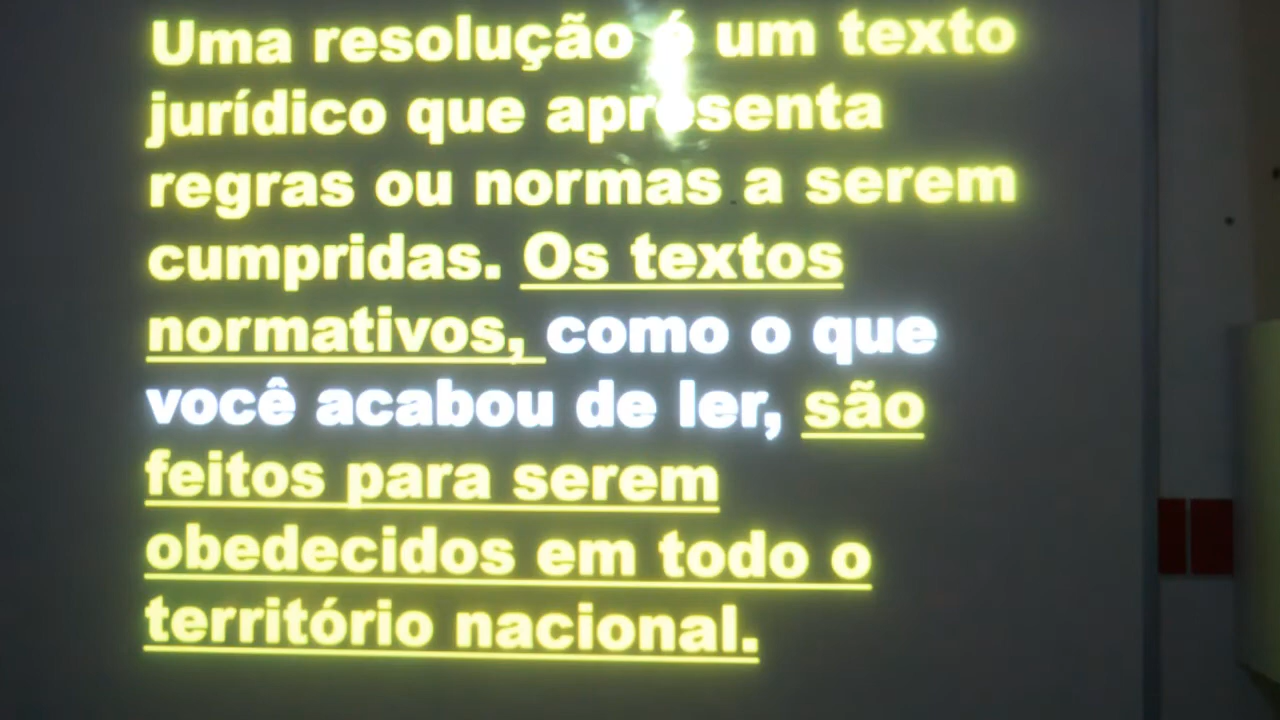 Uma resolução é um texto
jurídico que apresenta
regras ou normas a serem
cumpridas. Os textos
normativos, como o que
você acabou de ler, são
feitos para serem
obedecidos em todo o
território nacional.